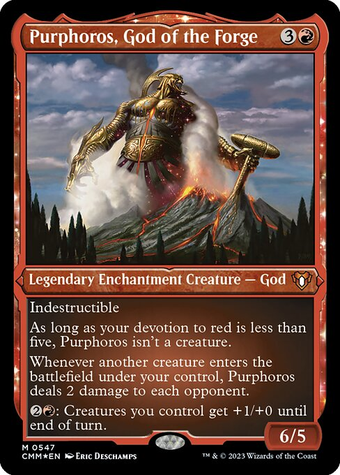 Purphoros, God of the Forge 3
Legendary Enchantment Creature — God
Indestructible
As long as your devotion to red is less than
five, Purphoros isn't a creature.
Whenever another creature enters the
battlefield under your control, Purphoros
deals 2 damage to each opponent.
2: Creatures you control get +1/+0 until
end of turn.
6/5
M 0547
CMM★EN Eric Deschamps
™ & © 2023 Wizards of the Coast